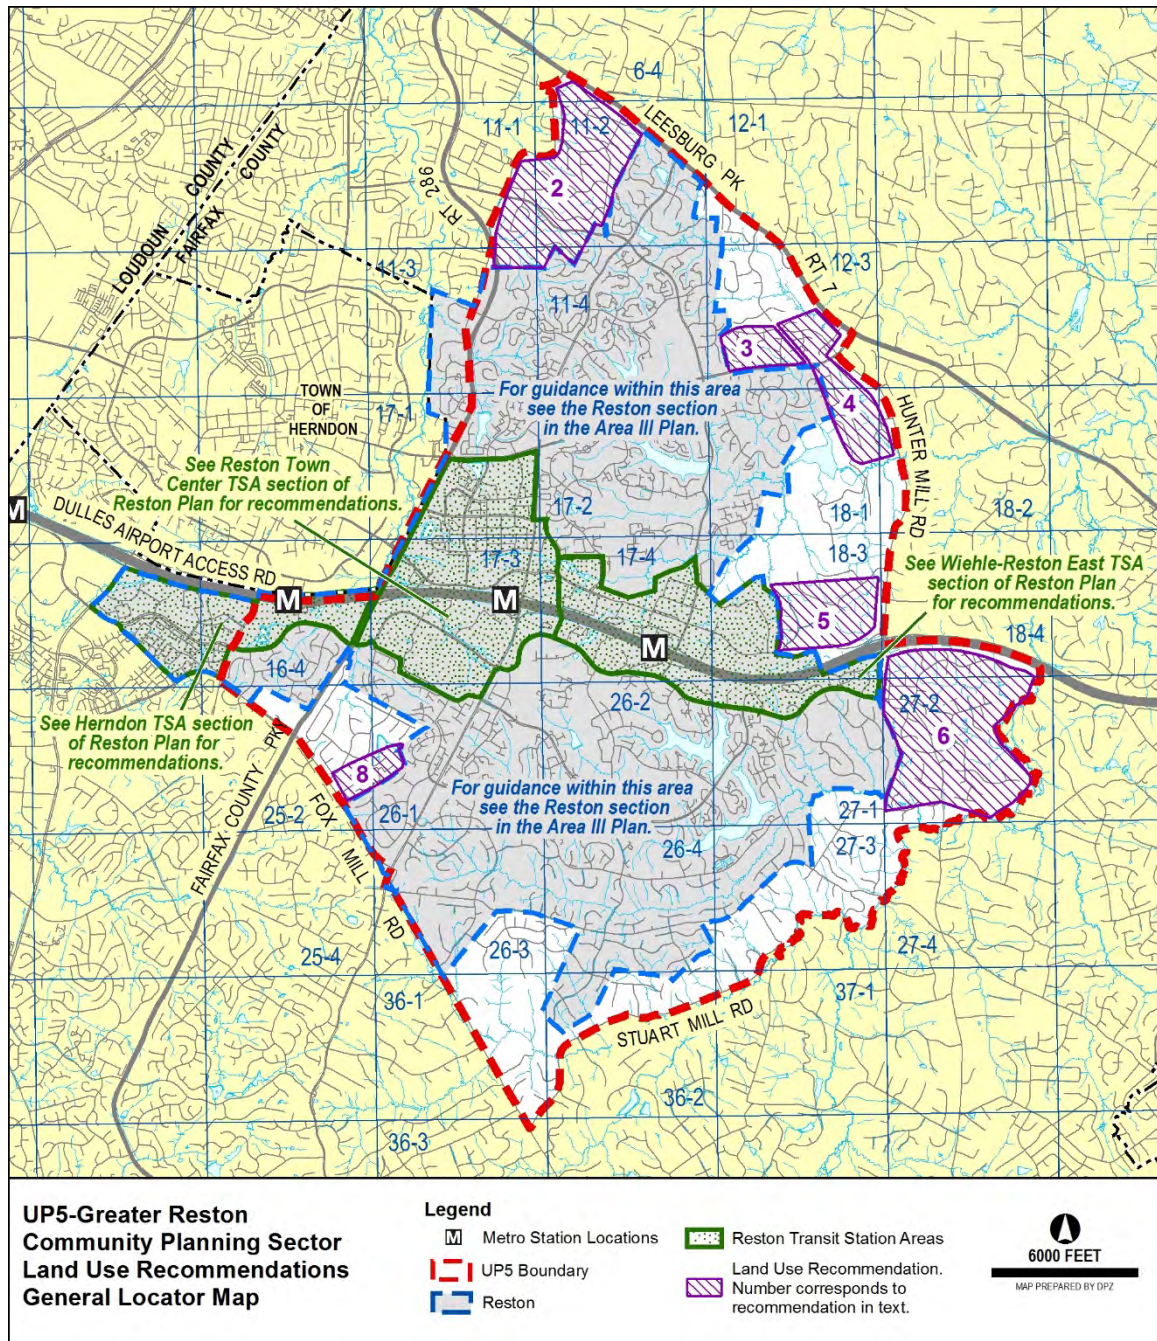 6-4
LEESBURG PK
12-1
11-1
11-2
COUNTY
COUNTY
LOUDOUN
FAIRFAX
RT 286
2
RT 7
12-3
11-3
11-4
3
4
For guidance within this area
see the Reston section
in the Area III Plan.
TOWN
OF
HERNDON
17-1
HUNTER MILL RD
See Reston Town
Center TSA section of
Reston Plan for
recommendations.
M
DULLES AIRPORT ACCESS RD
17-2
18-1
18-2
17-3
17-4
18-3
See Wiehle-Reston East TSA
section of Reston Plan
for recommendations.
M
M
M
5
18-4
16-4
26-2
27-2
6
See Herndon TSA section
of Reston Plan for
recommendations.
FAIRFAX COUNTY PKY
8
FOX MILL RD
25-2
26-1
For guidance within this area
see the Reston section
in the Area III Plan.
26-4
27-1
27-3
25-4
26-3
27-4
36-1
37-1
STUART MILL RD
36-2
36-3
UP5-Greater Reston
Community Planning Sector
Land Use Recommendations
General Locator Map
Legend
M Metro Station Locations
UP5 Boundary
Reston
Reston Transit Station Areas
Land Use Recommendation.
Number corresponds to
recommendation in text.
6000 FEET
MAP PREPARED BY DPZ